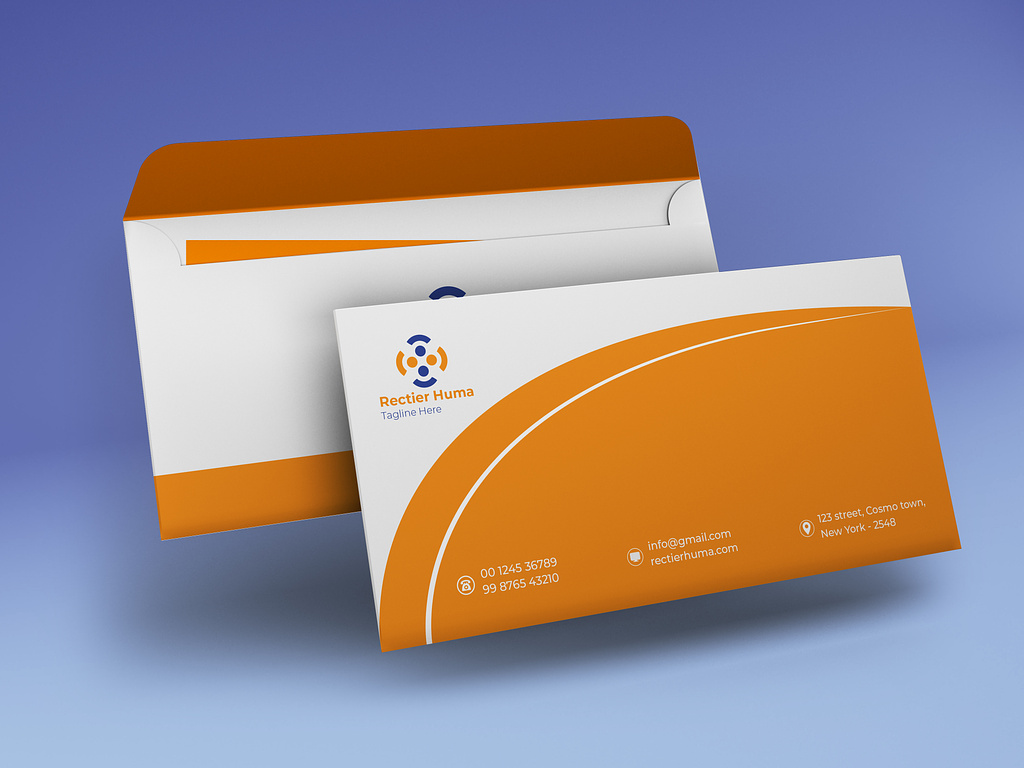 Rectier Huma
Tagline Here
00 1245 36789
99 8765 43210
info@gmail.com
rectierhuma.com
123 street, Cosmo town,
New York - 2548